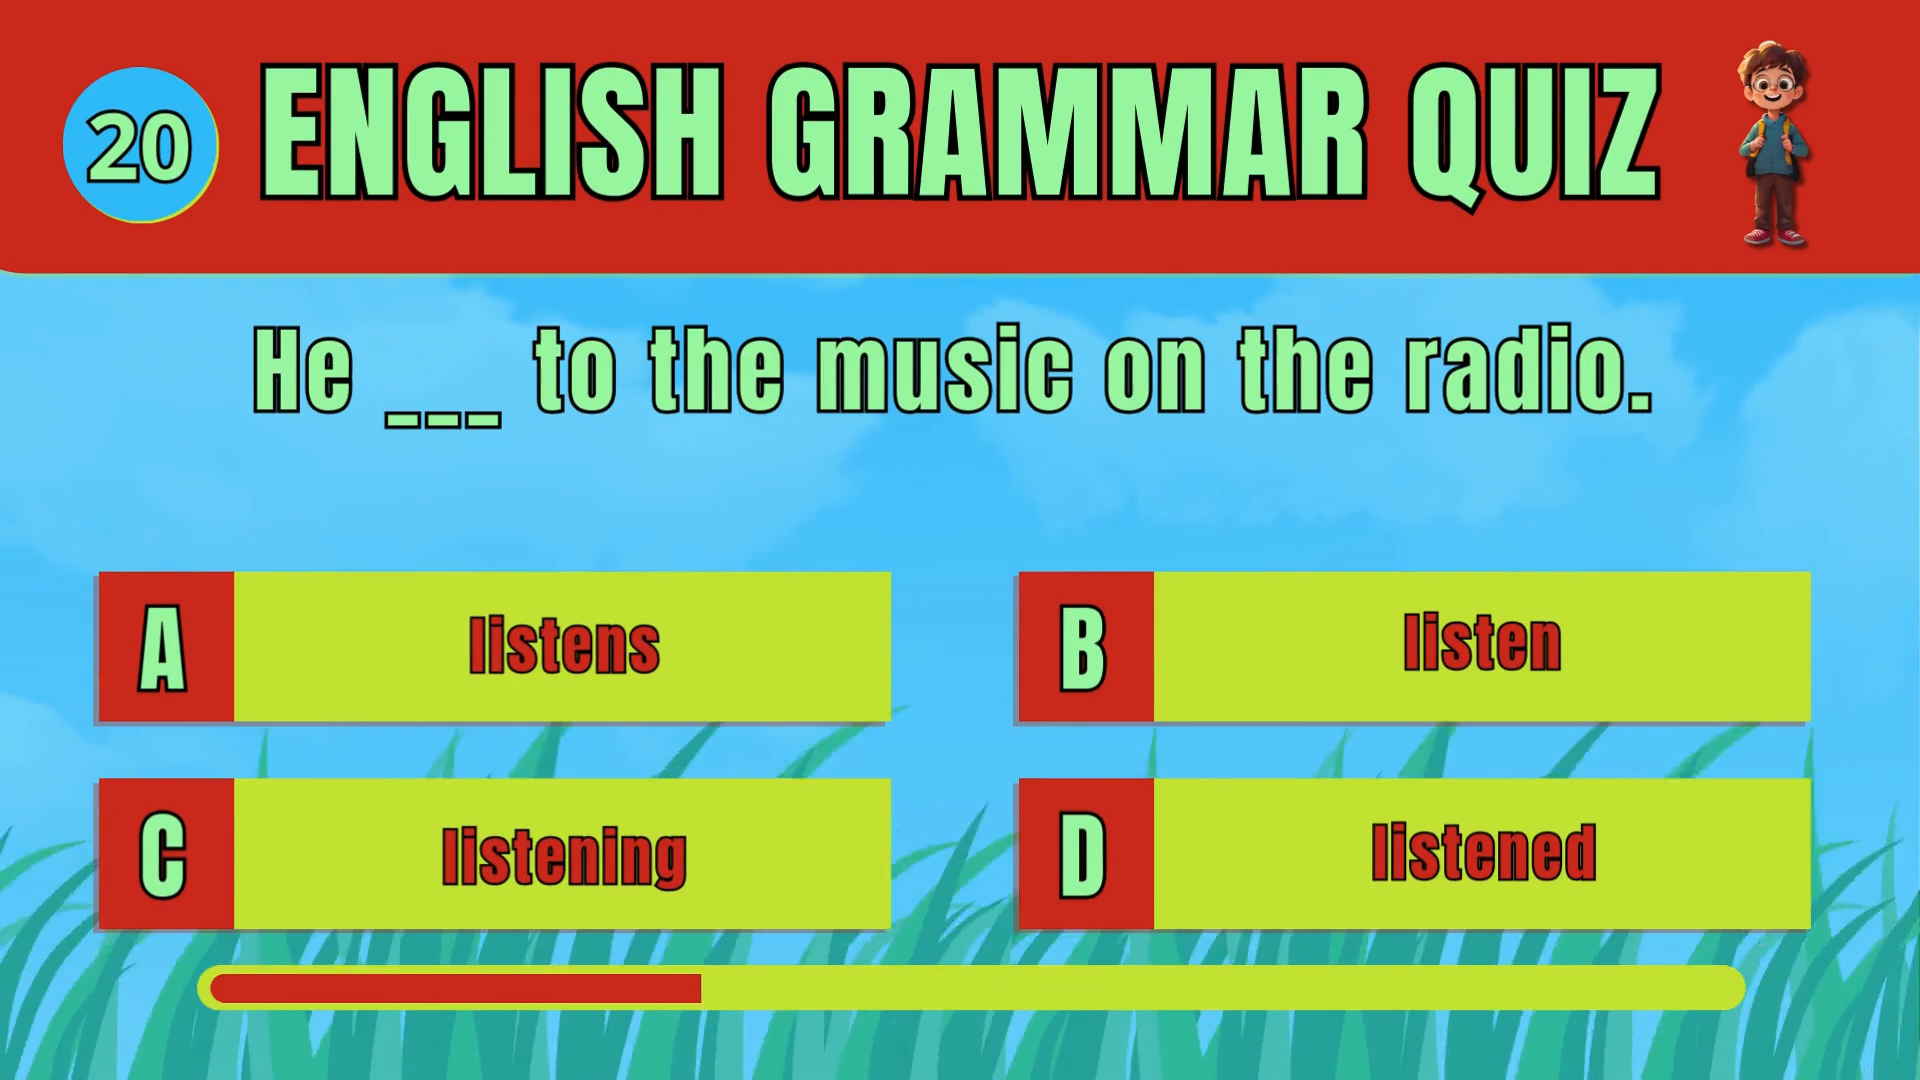 20
ENGLISH GRAMMAR QUIZ
He ___ to the music on the radio.
A listens
B listen
C listening
D listened